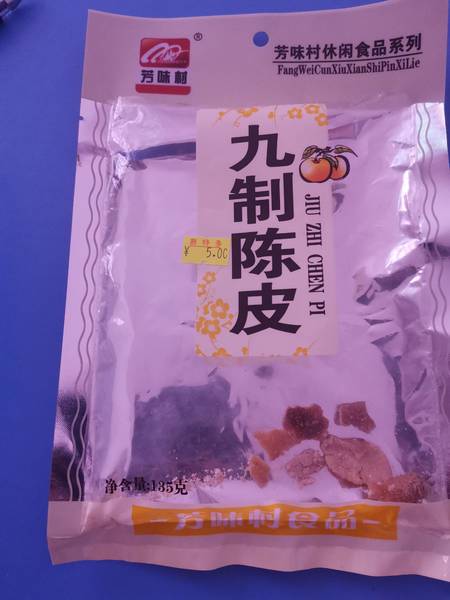 芳味村
®
芳味村休闲食品系列
FangWeiCunXiuXianShiPinXiLie
九制陈皮
JIU ZHI CHEN PI
¥ 5.00
净含量:135克
芳味村食品